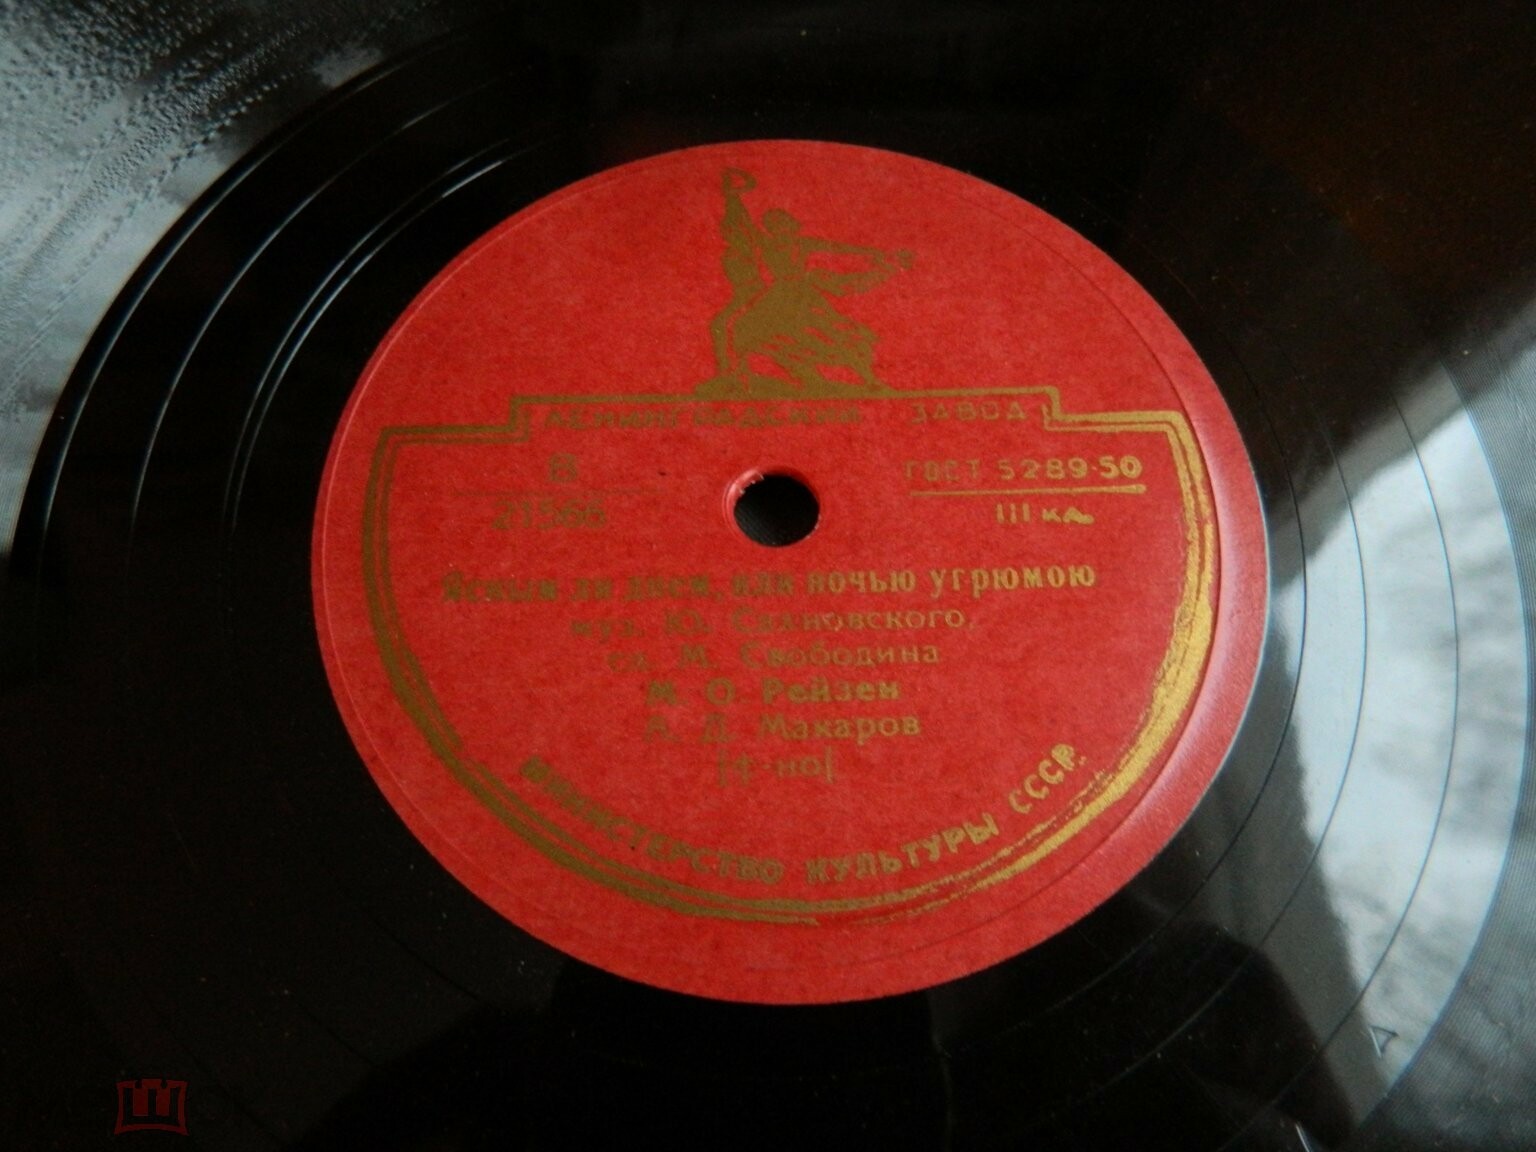 ЛЕНИНГРАДСКИЙ ЗАВОД
В
21566
ГОСТ 5289-50
III кл.
Ясным ли днем, или ночью угрюмою
муз. Ю. Сахновского,
сл. М. Свободина
М. О. Рейзен
А. Д. Макаров
[ф-но]
МИНИСТЕРСТВО КУЛЬТУРЫ СССР.